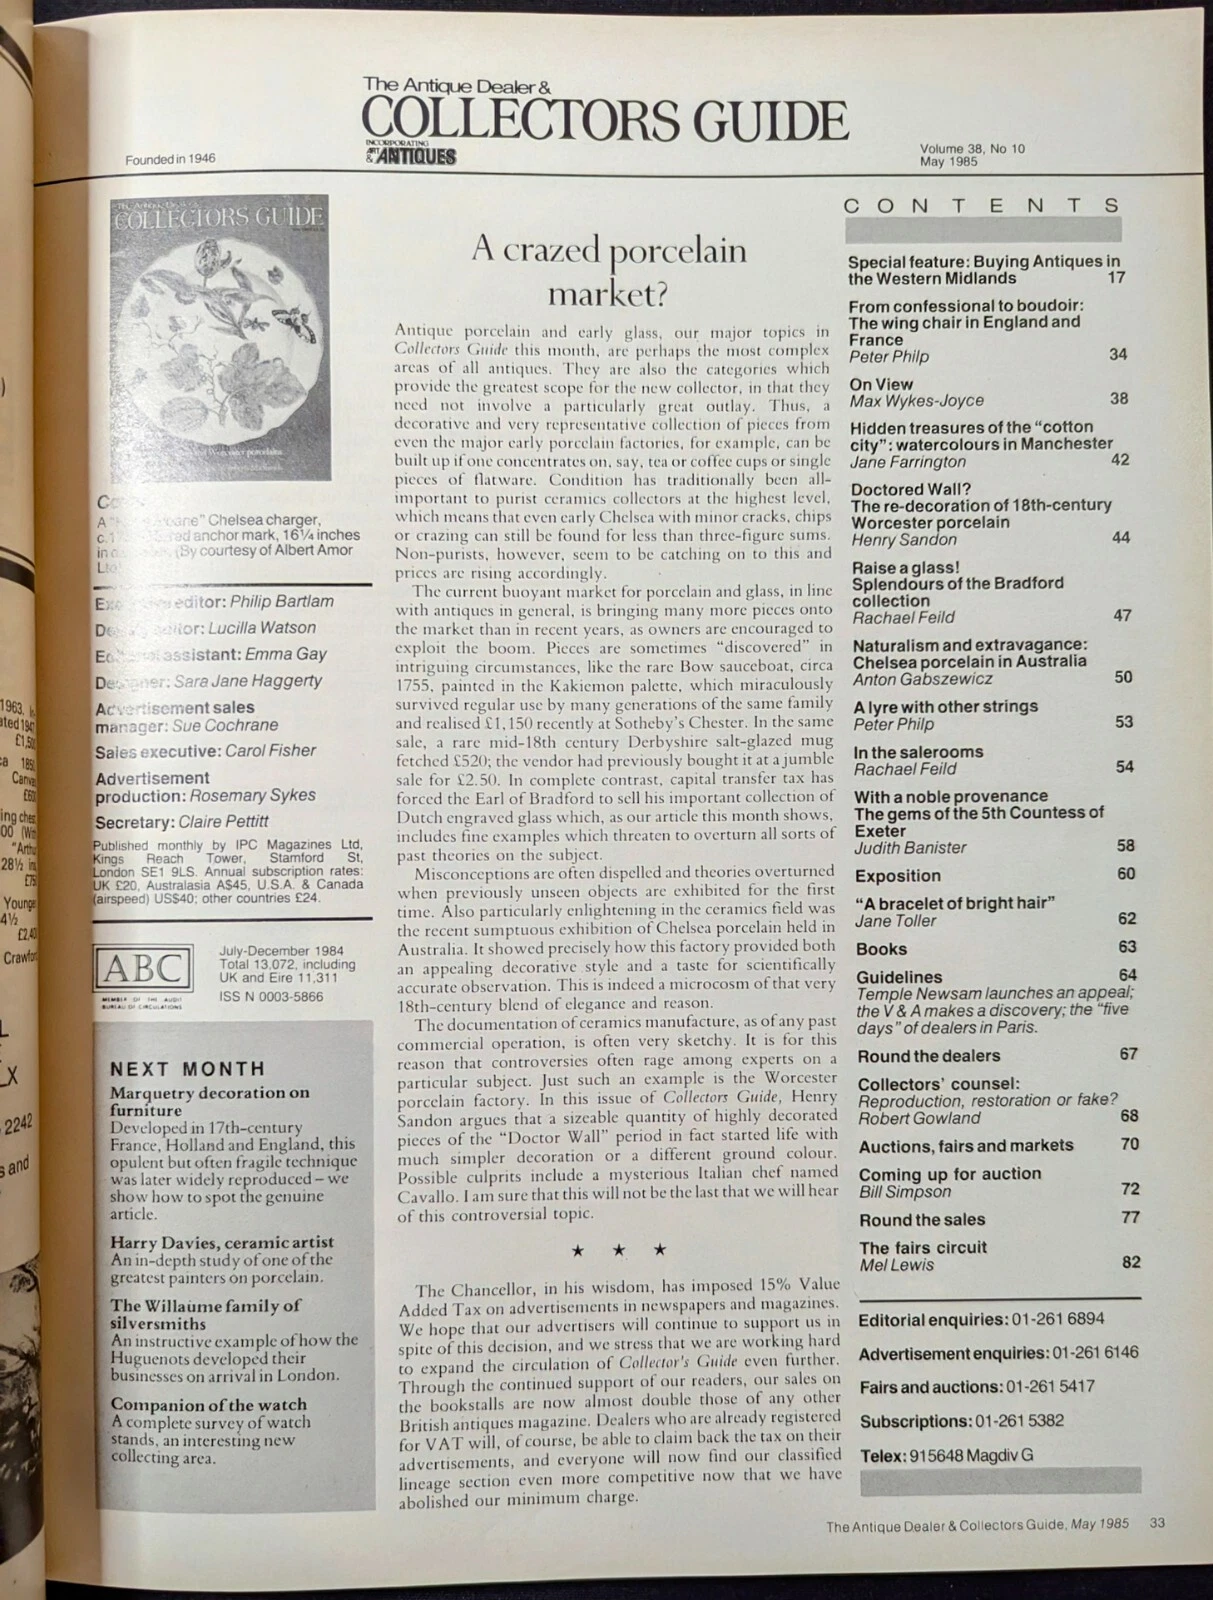 The Antique Dealer &
COLLECTORS GUIDE
INCORPORATING
ART
& ANTIQUES
Founded in 1946
Volume 38, No 10
May 1985
COLLECTORS GUIDE
Worcester porcelain
A "Hans Sloane" Chelsea charger,
red anchor mark, 16¼ inches
(By courtesy of Albert Amor
Ltd
editor: Philip Bartlam
editor: Lucilla Watson
assistant: Emma Gay
Designer: Sara Jane Haggerty
Advertisement sales
manager: Sue Cochrane
Sales executive: Carol Fisher
Advertisement
production: Rosemary Sykes
Secretary: Claire Pettitt
Published monthly by IPC Magazines Ltd,
Kings Reach Tower, Stamford St,
London SE1 9LS. Annual subscription rates:
UK £20, Australasia A$45, U.S.A. & Canada
(airspeed) US$40; other countries £24.
ABC
MEMBER OF THE AUDIT
BUREAU OF CIRCULATIONS
July-December 1984
Total 13,072, including
UK and Eire 11,311
ISS N 0003-5866
NEXT MONTH
Marquetry decoration on
furniture
Developed in 17th-century
France, Holland and England, this
opulent but often fragile technique
was later widely reproduced – we
show how to spot the genuine
article.
Harry Davies, ceramic artist
An in-depth study of one of the
greatest painters on porcelain.
The Willaume family of
silversmiths
An instructive example of how the
Huguenots developed their
businesses on arrival in London.
Companion of the watch
A complete survey of watch
stands, an interesting new
collecting area.
A crazed porcelain
market?
Antique porcelain and early glass, our major topics in
Collectors Guide this month, are perhaps the most complex
areas of all antiques. They are also the categories which
provide the greatest scope for the new collector, in that they
need not involve a particularly great outlay. Thus, a
decorative and very representative collection of pieces from
even the major early porcelain factories, for example, can be
built up if one concentrates on, say, tea or coffee cups or single
pieces of flatware. Condition has traditionally been all-
important to purist ceramics collectors at the highest level,
which means that even early Chelsea with minor cracks, chips
or crazing can still be found for less than three-figure sums.
Non-purists, however, seem to be catching on to this and
prices are rising accordingly.
The current buoyant market for porcelain and glass, in line
with antiques in general, is bringing many more pieces onto
the market than in recent years, as owners are encouraged to
exploit the boom. Pieces are sometimes "discovered" in
intriguing circumstances, like the rare Bow sauceboat, circa
1755, painted in the Kakiemon palette, which miraculously
survived regular use by many generations of the same family
and realised £1,150 recently at Sotheby's Chester. In the same
sale, a rare mid-18th century Derbyshire salt-glazed mug
fetched £520; the vendor had previously bought it at a jumble
sale for £2.50. In complete contrast, capital transfer tax has
forced the Earl of Bradford to sell his important collection of
Dutch engraved glass which, as our article this month shows,
includes fine examples which threaten to overturn all sorts of
past theories on the subject.
Misconceptions are often dispelled and theories overturned
when previously unseen objects are exhibited for the first
time. Also particularly enlightening in the ceramics field was
the recent sumptuous exhibition of Chelsea porcelain held in
Australia. It showed precisely how this factory provided both
an appealing decorative style and a taste for scientifically
accurate observation. This is indeed a microcosm of that very
18th-century blend of elegance and reason.
The documentation of ceramics manufacture, as of any past
commercial operation, is often very sketchy. It is for this
reason that controversies often rage among experts on a
particular subject. Just such an example is the Worcester
porcelain factory. In this issue of Collectors Guide, Henry
Sandon argues that a sizeable quantity of highly decorated
pieces of the "Doctor Wall" period in fact started life with
much simpler decoration or a different ground colour.
Possible culprits include a mysterious Italian chef named
Cavallo. I am sure that this will not be the last that we will hear
of this controversial topic.
★ ★ ★
The Chancellor, in his wisdom, has imposed 15% Value
Added Tax on advertisements in newspapers and magazines.
We hope that our advertisers will continue to support us in
spite of this decision, and we stress that we are working hard
to expand the circulation of Collector's Guide even further.
Through the continued support of our readers, our sales on
the bookstalls are now almost double those of any other
British antiques magazine. Dealers who are already registered
for VAT will, of course, be able to claim back the tax on their
advertisements, and everyone will now find our classified
lineage section even more competitive now that we have
abolished our minimum charge.
CONTENTS
Special feature: Buying Antiques in
the Western Midlands 17
From confessional to boudoir:
The wing chair in England and
France
Peter Philp 34
On View
Max Wykes-Joyce 38
Hidden treasures of the "cotton
city": watercolours in Manchester
Jane Farrington 42
Doctored Wall?
The re-decoration of 18th-century
Worcester porcelain
Henry Sandon 44
Raise a glass!
Splendours of the Bradford
collection
Rachael Feild 47
Naturalism and extravagance:
Chelsea porcelain in Australia
Anton Gabszewicz 50
A lyre with other strings
Peter Philp 53
In the salerooms
Rachael Feild 54
With a noble provenance
The gems of the 5th Countess of
Exeter
Judith Banister 58
Exposition 60
"A bracelet of bright hair"
Jane Toller 62
Books 63
Guidelines 64
Temple Newsam launches an appeal;
the V & A makes a discovery; the "five
days" of dealers in Paris.
Round the dealers 67
Collectors' counsel:
Reproduction, restoration or fake?
Robert Gowland 68
Auctions, fairs and markets 70
Coming up for auction
Bill Simpson 72
Round the sales 77
The fairs circuit
Mel Lewis 82
Editorial enquiries: 01-261 6894
Advertisement enquiries: 01-261 6146
Fairs and auctions: 01-261 5417
Subscriptions: 01-261 5382
Telex: 915648 Magdiv G
The Antique Dealer & Collectors Guide, May 1985 33